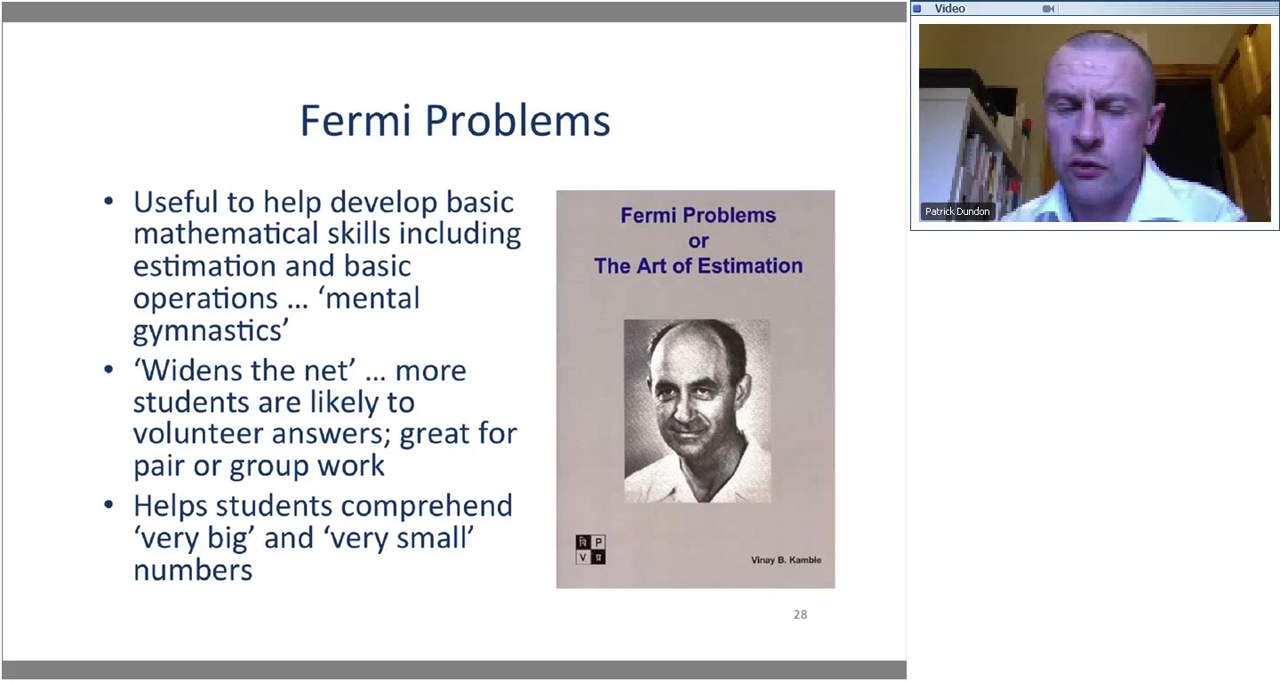 Fermi Problems
• Useful to help develop basic
mathematical skills including
estimation and basic
operations … ‘mental
gymnastics’
• ‘Widens the net’ … more
students are likely to
volunteer answers; great for
pair or group work
• Helps students comprehend
‘very big’ and ‘very small’
numbers
Fermi Problems
or
The Art of Estimation
वि P
V प्र
Vinay B. Kamble
28
Video
Patrick Dundon